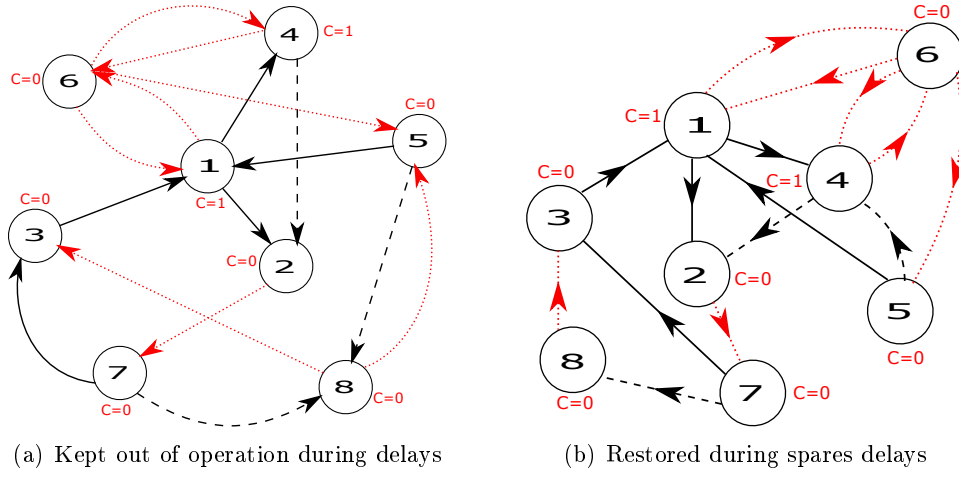 4
C=1
C=0
6
C=0
5
1
C=1
C=0
3
C=0
2
7
C=0
8
C=0
(a) Kept out of operation during delays
C=0
6
C=1
1
C=0
4
C=1
3
2
C=0
5
C=0
8
C=0
7
C=0
(b) Restored during spares delays